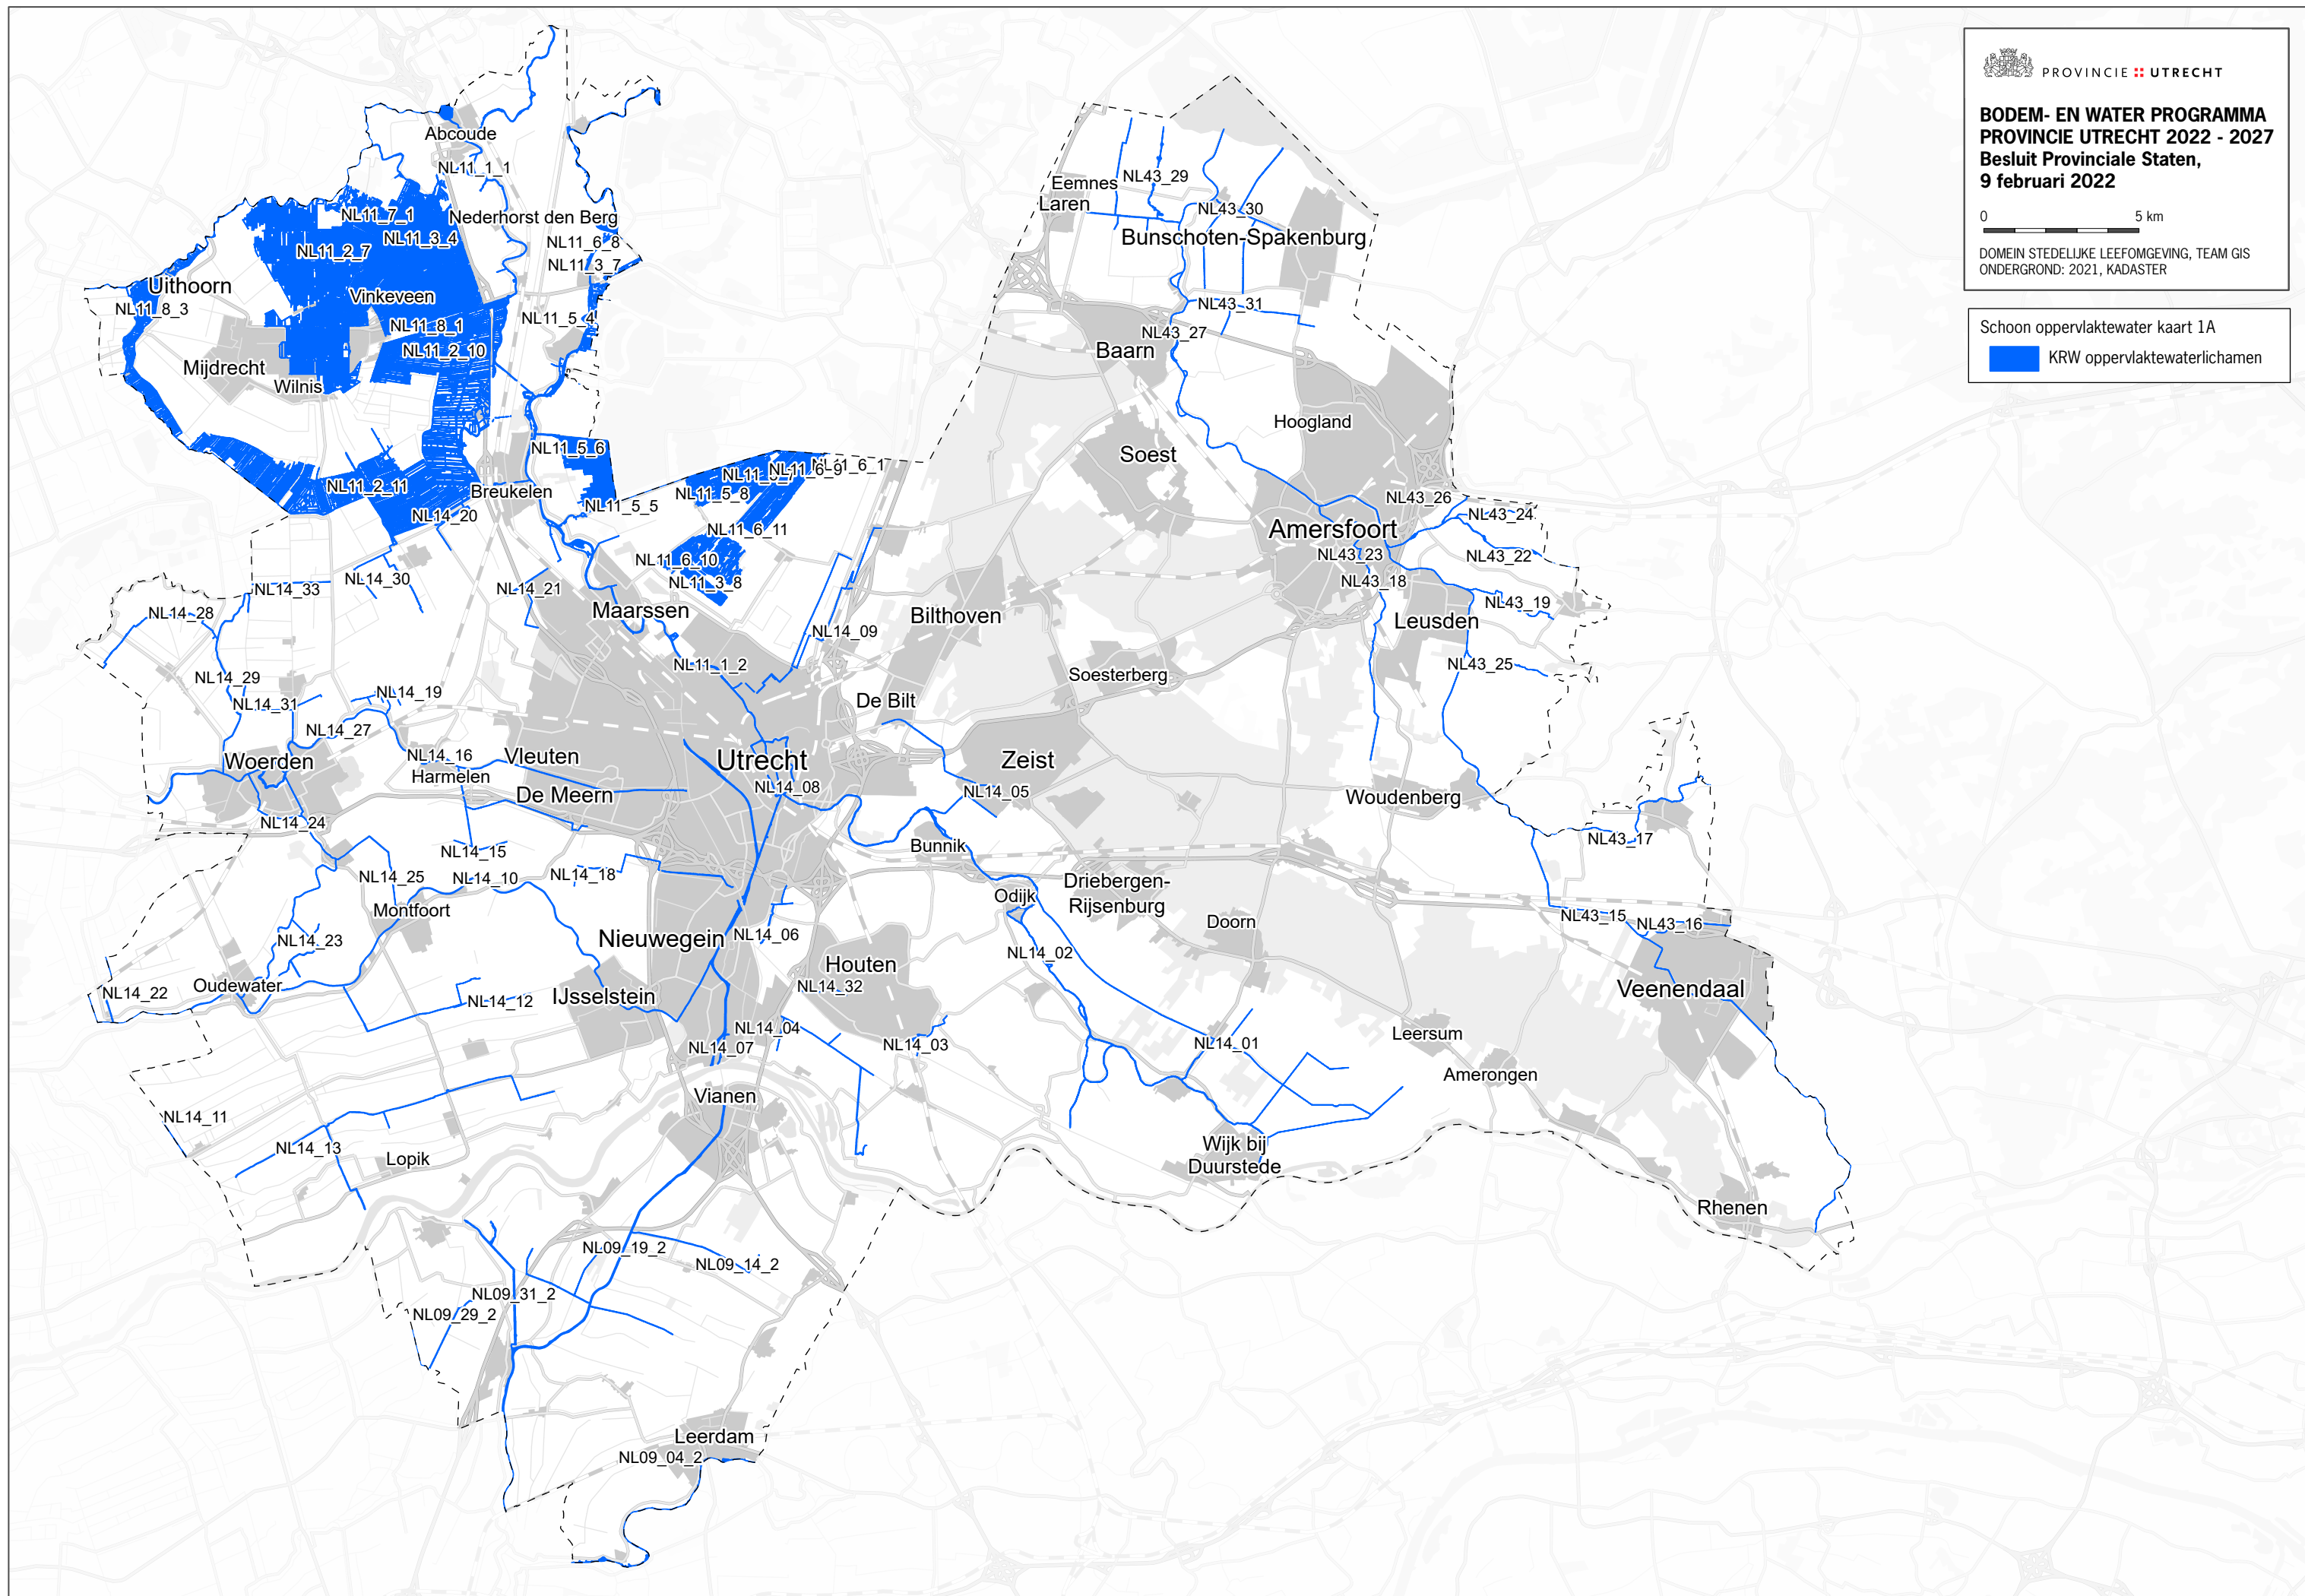 PROVINCIE UTRECHT
BODEM- EN WATER PROGRAMMA
PROVINCIE UTRECHT 2022 - 2027
Besluit Provinciale Staten,
9 februari 2022
0 5 km
DOMEIN STEDELIJKE LEEFOMGEVING, TEAM GIS
ONDERGROND: 2021, KADASTER
Schoon oppervlaktewater kaart 1A
KRW oppervlaktewaterlichamen
Abcoude
NL11_1_1
Eemnes
NL43_29
Laren
NL43_30
NL11_7_1
Nederhorst den Berg
NL11_3_4
NL11_2_7
NL11_6_8
Bunschoten-Spakenburg
NL11_3_7
Uithoorn
Vinkeveen
NL11_8_3
NL43_31
NL11_5_4
NL11_8_1
NL43_27
NL11_2_10
Baarn
Mijdrecht
Wilnis
Hoogland
NL11_5_6
Soest
NL11_6_1
NL11_2_11
Breukelen
NL11_5_8
NL11_5_5
NL43_26
NL14_20
NL43_24
NL11_6_11
Amersfoort
NL43_23
NL43_22
NL11_6_10
NL11_3_8
NL43_18
NL14_33
NL14_30
NL14_21
NL14_28
Maarssen
Bilthoven
NL43_19
Leusden
NL14_09
NL11_1_2
NL43_25
Soesterberg
NL14_29
NL14_19
NL14_31
De Bilt
NL14_27
NL14_16
Woerden
Harmelen
Vleuten
Utrecht
Zeist
De Meern
NL14_08
NL14_05
Woudenberg
NL14_24
NL43_17
NL14_15
Bunnik
NL14_25
NL14_10
NL14_18
Driebergen-
Rijsenburg
Odijk
Montfoort
Doorn
NL43_15
NL43_16
NL14_23
Nieuwegein
NL14_06
NL14_02
Houten
Oudewater
NL14_22
NL14_12
IJsselstein
NL14_32
Veenendaal
NL14_04
NL14_07
NL14_03
NL14_01
Leersum
Amerongen
Vianen
NL14_11
NL14_13
Lopik
Wijk bij
Duurstede
Rhenen
NL09_19_2
NL09_14_2
NL09_31_2
NL09_29_2
Leerdam
NL09_04_2